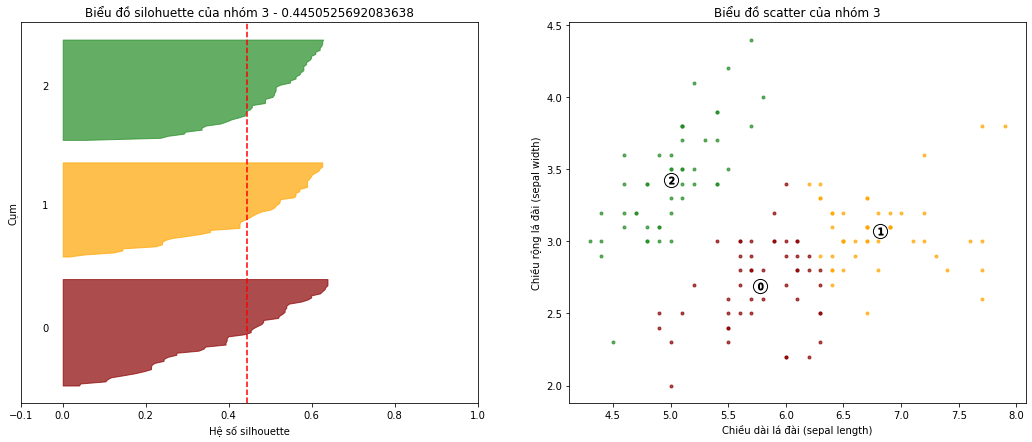 Biểu đồ silohuette của nhóm 3 - 0.4450525692083638
Cụm
2
1
0
−0.1 0.0 0.2 0.4 0.6 0.8 1.0
Hệ số silhouette
Biểu đồ scatter của nhóm 3
Chiều rộng lá đài (sepal width)
4.5
4.0
3.5
3.0
2.5
2.0
2
1
0
4.5 5.0 5.5 6.0 6.5 7.0 7.5 8.0
Chiều dài lá đài (sepal length)